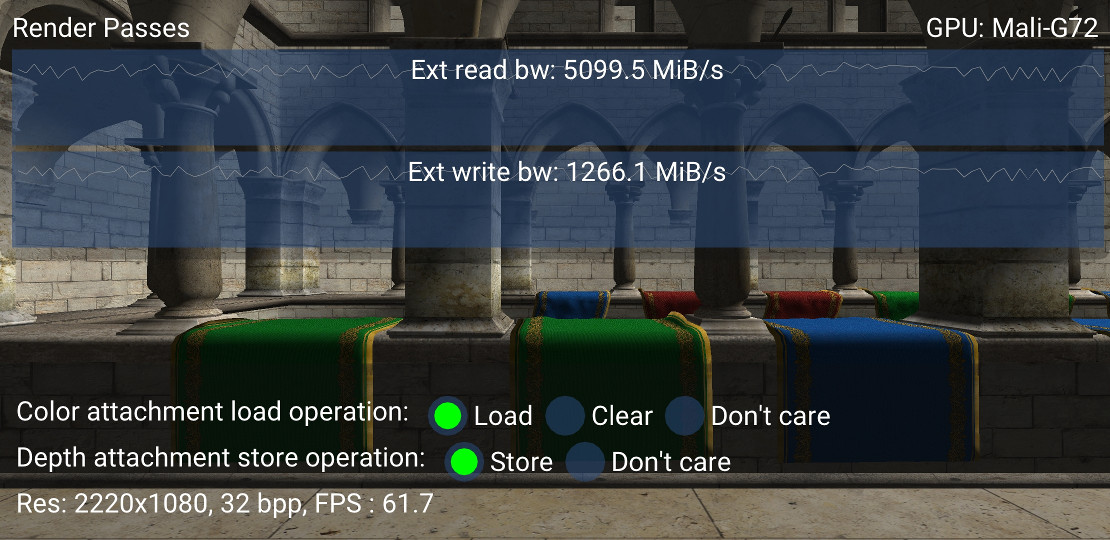 Render Passes
GPU: Mali-G72
Ext read bw: 5099.5 MiB/s
Ext write bw: 1266.1 MiB/s
Color attachment load operation: Load Clear Don't care
Depth attachment store operation: Store Don't care
Res: 2220x1080, 32 bpp, FPS : 61.7